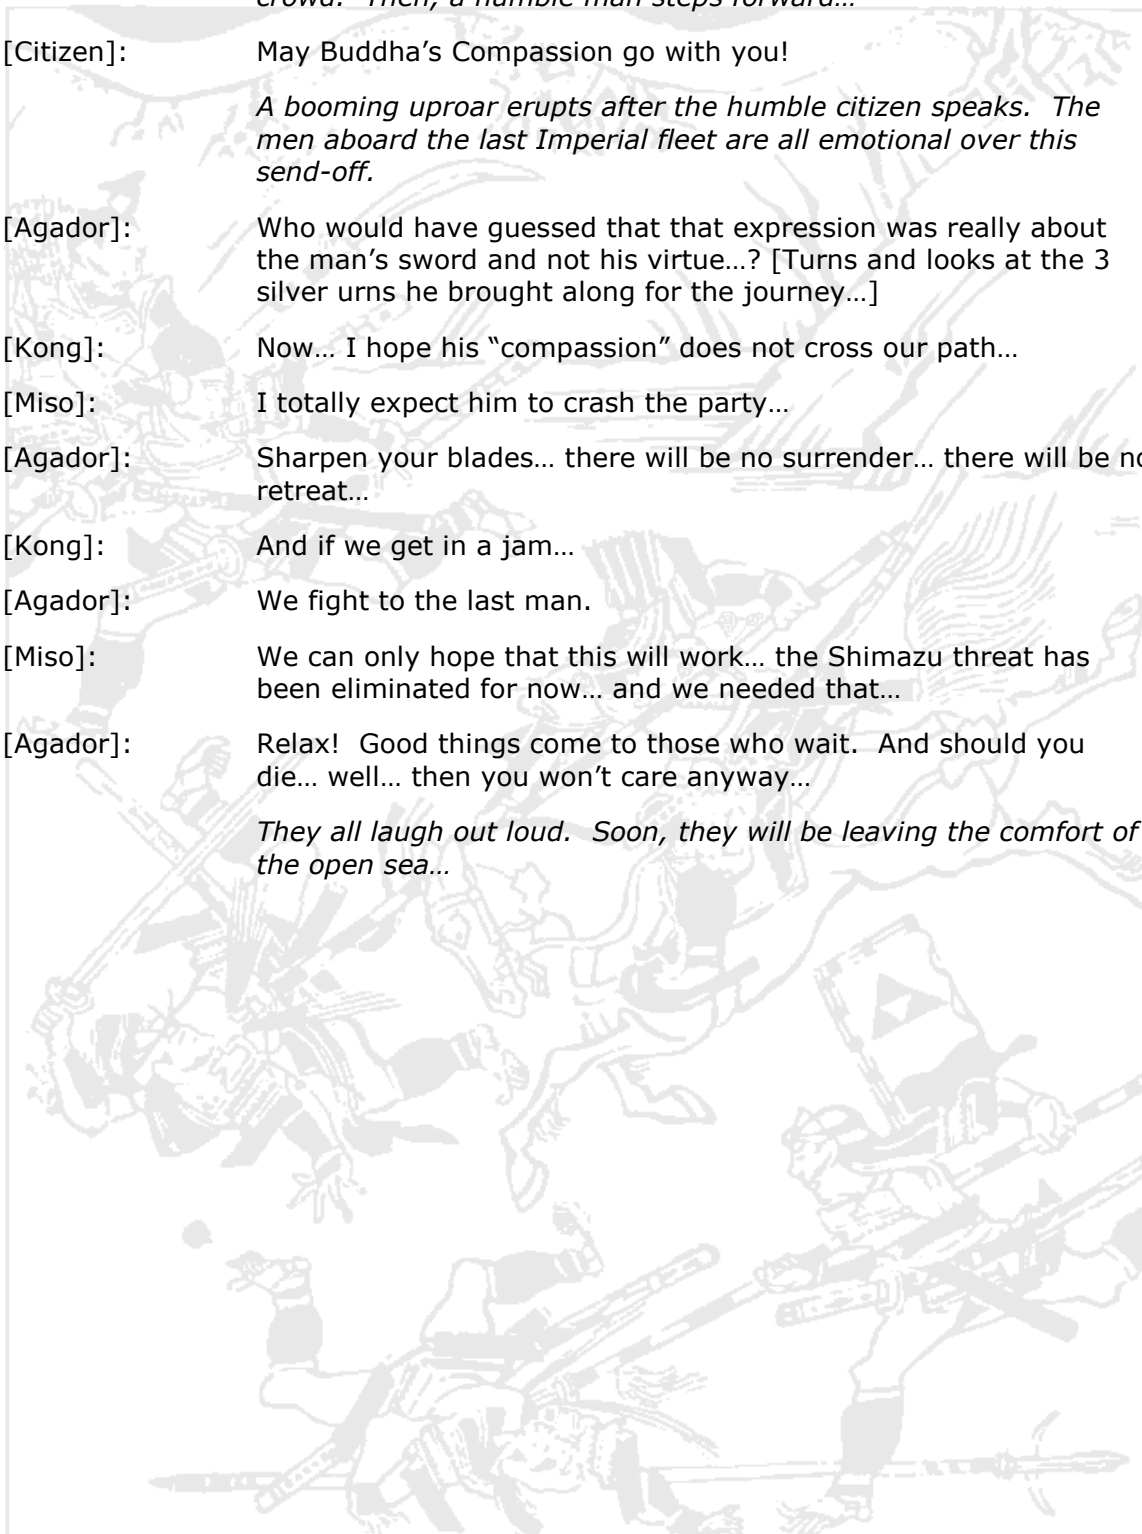 crowd.  Then, a humble man steps forward…
[Citizen]: May Buddha’s Compassion go with you!
A booming uproar erupts after the humble citizen speaks.  The
men aboard the last Imperial fleet are all emotional over this
send-off.
[Agador]: Who would have guessed that that expression was really about
the man’s sword and not his virtue…? [Turns and looks at the 3
silver urns he brought along for the journey…]
[Kong]: Now… I hope his “compassion” does not cross our path…
[Miso]: I totally expect him to crash the party…
[Agador]: Sharpen your blades… there will be no surrender… there will be no
retreat…
[Kong]: And if we get in a jam…
[Agador]: We fight to the last man.
[Miso]: We can only hope that this will work… the Shimazu threat has
been eliminated for now… and we needed that…
[Agador]: Relax!  Good things come to those who wait.  And should you
die… well… then you won’t care anyway…
They all laugh out loud.  Soon, they will be leaving the comfort of
the open sea…